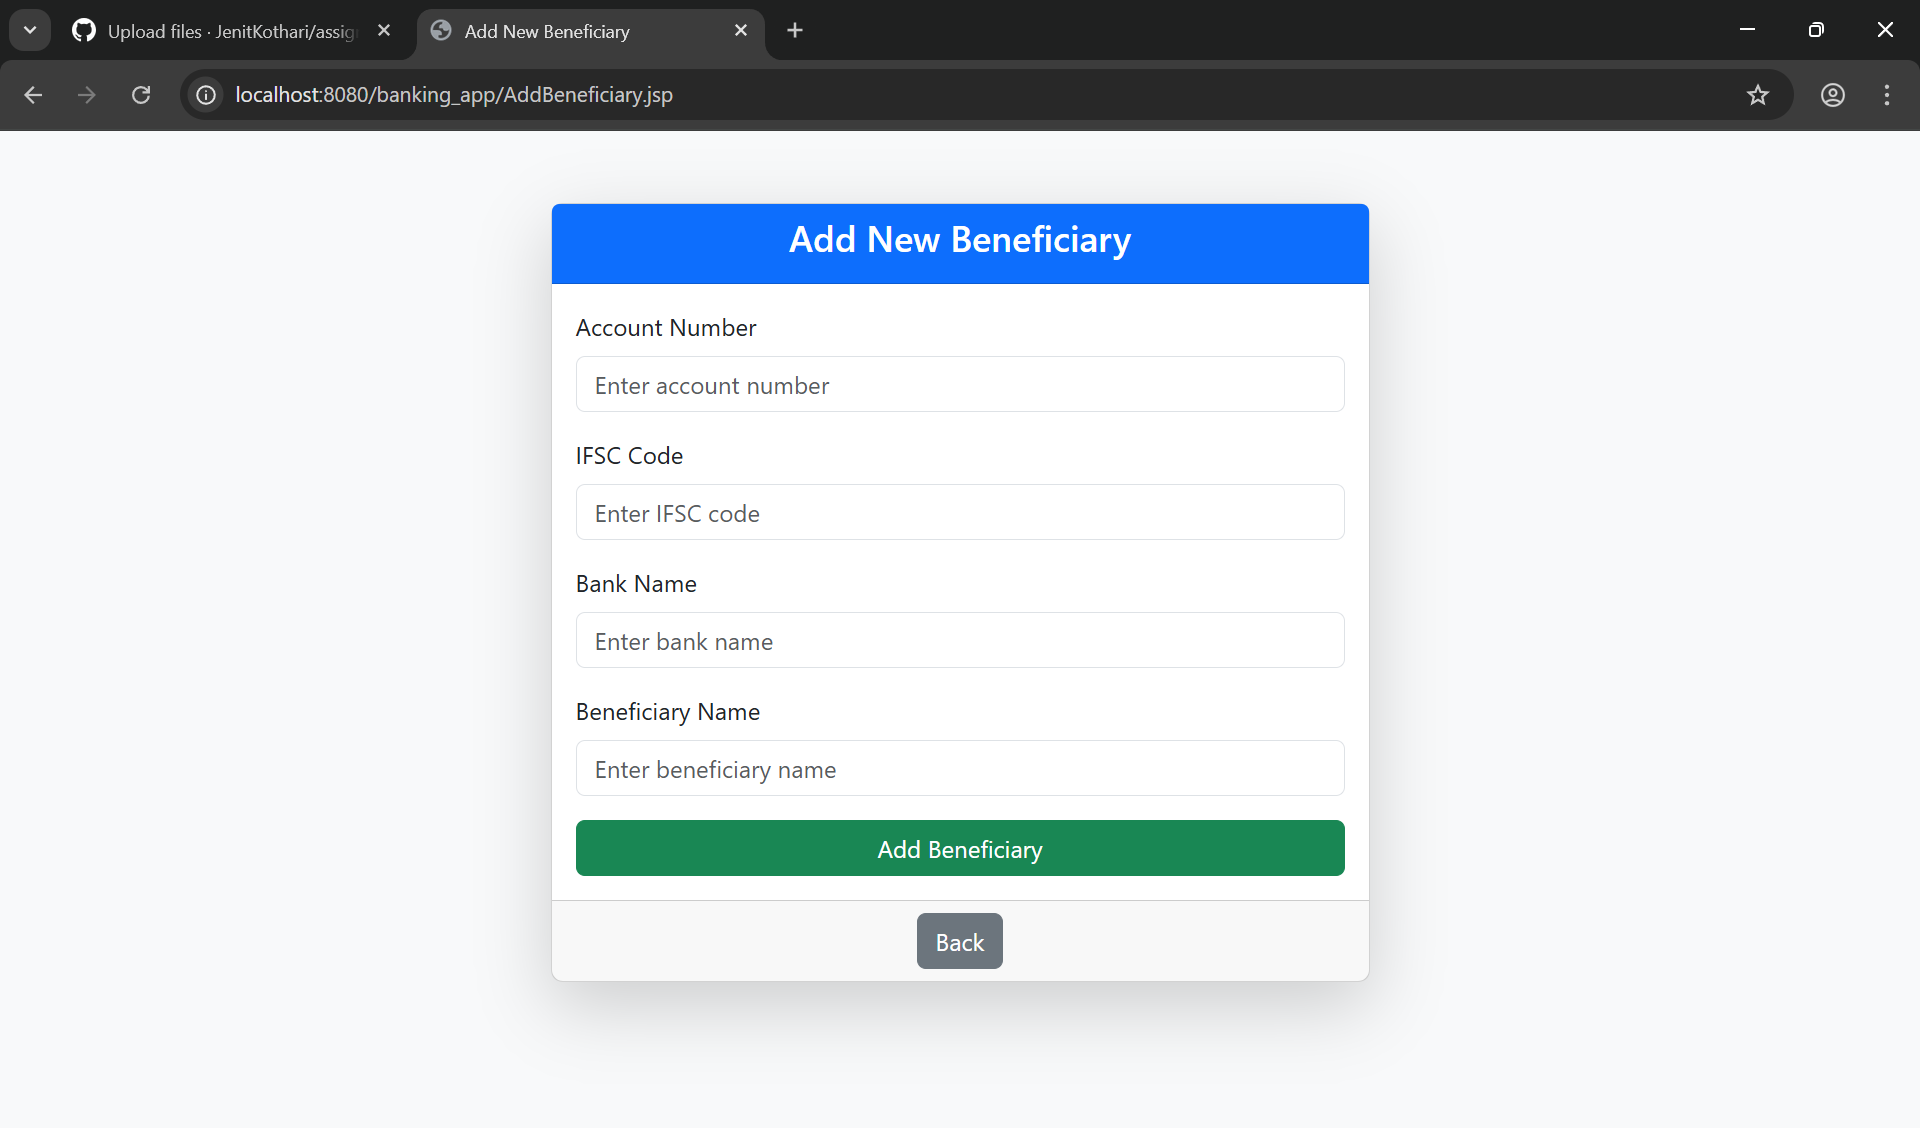 Upload files · JenitKothari/assig
Add New Beneficiary
localhost:8080/banking_app/AddBeneficiary.jsp
Add New Beneficiary
Account Number
Enter account number
IFSC Code
Enter IFSC code
Bank Name
Enter bank name
Beneficiary Name
Enter beneficiary name
Add Beneficiary
Back